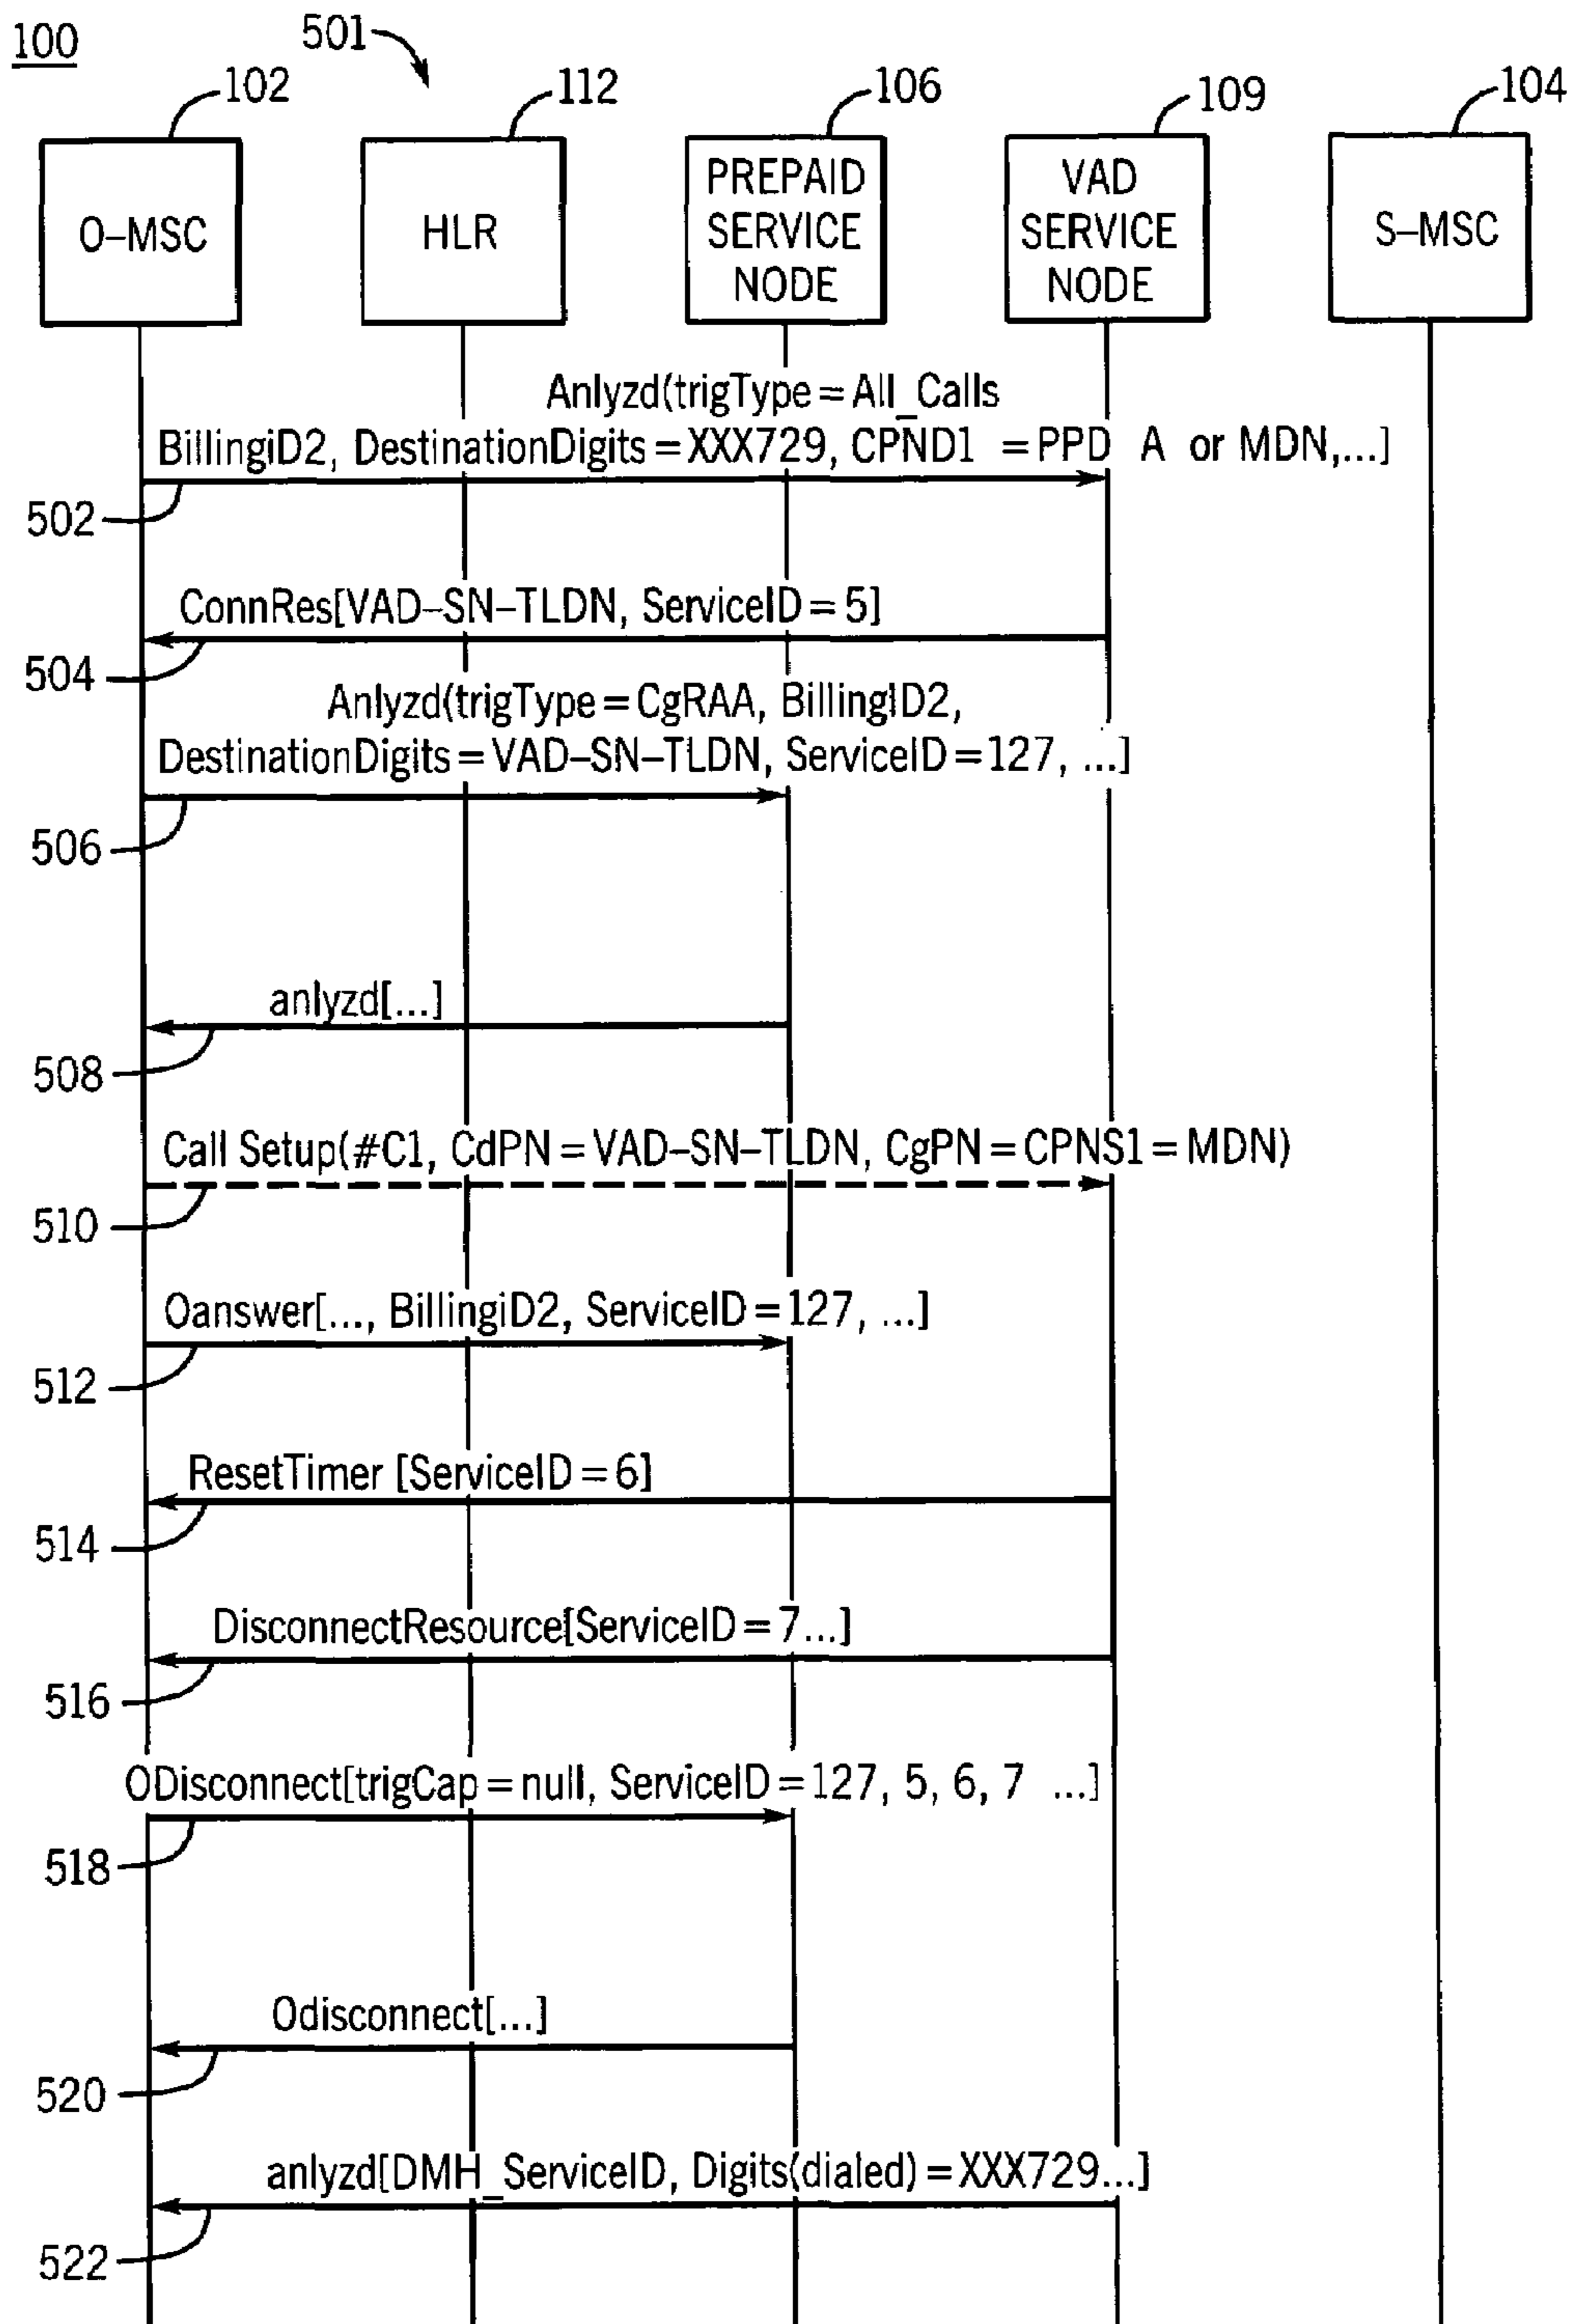 100
501
102
112
106
109
104
O–MSC
HLR
PREPAID
SERVICE
NODE
VAD
SERVICE
NODE
S–MSC
Anlyzd(trigType=All_Calls
BillingiD2, DestinationDigits=XXX729, CPND1 =PPD A or MDN,...]
502
ConnRes[VAD–SN–TLDN, ServiceID=5]
504
Anlyzd(trigType=CgRAA, BillingID2,
DestinationDigits=VAD–SN–TLDN, ServiceID=127, ...]
506
anlyzd[...]
508
Call Setup(#C1, CdPN=VAD–SN–TLDN, CgPN=CPNS1=MDN)
510
Oanswer[..., BillingiD2, ServiceID=127, ...]
512
ResetTimer [ServiceID=6]
514
DisconnectResource[ServiceID=7...]
516
ODisconnect[trigCap=null, ServiceID=127, 5, 6, 7 ...]
518
Odisconnect[...]
520
anlyzd[DMH_ServiceID, Digits(dialed)=XXX729...]
522